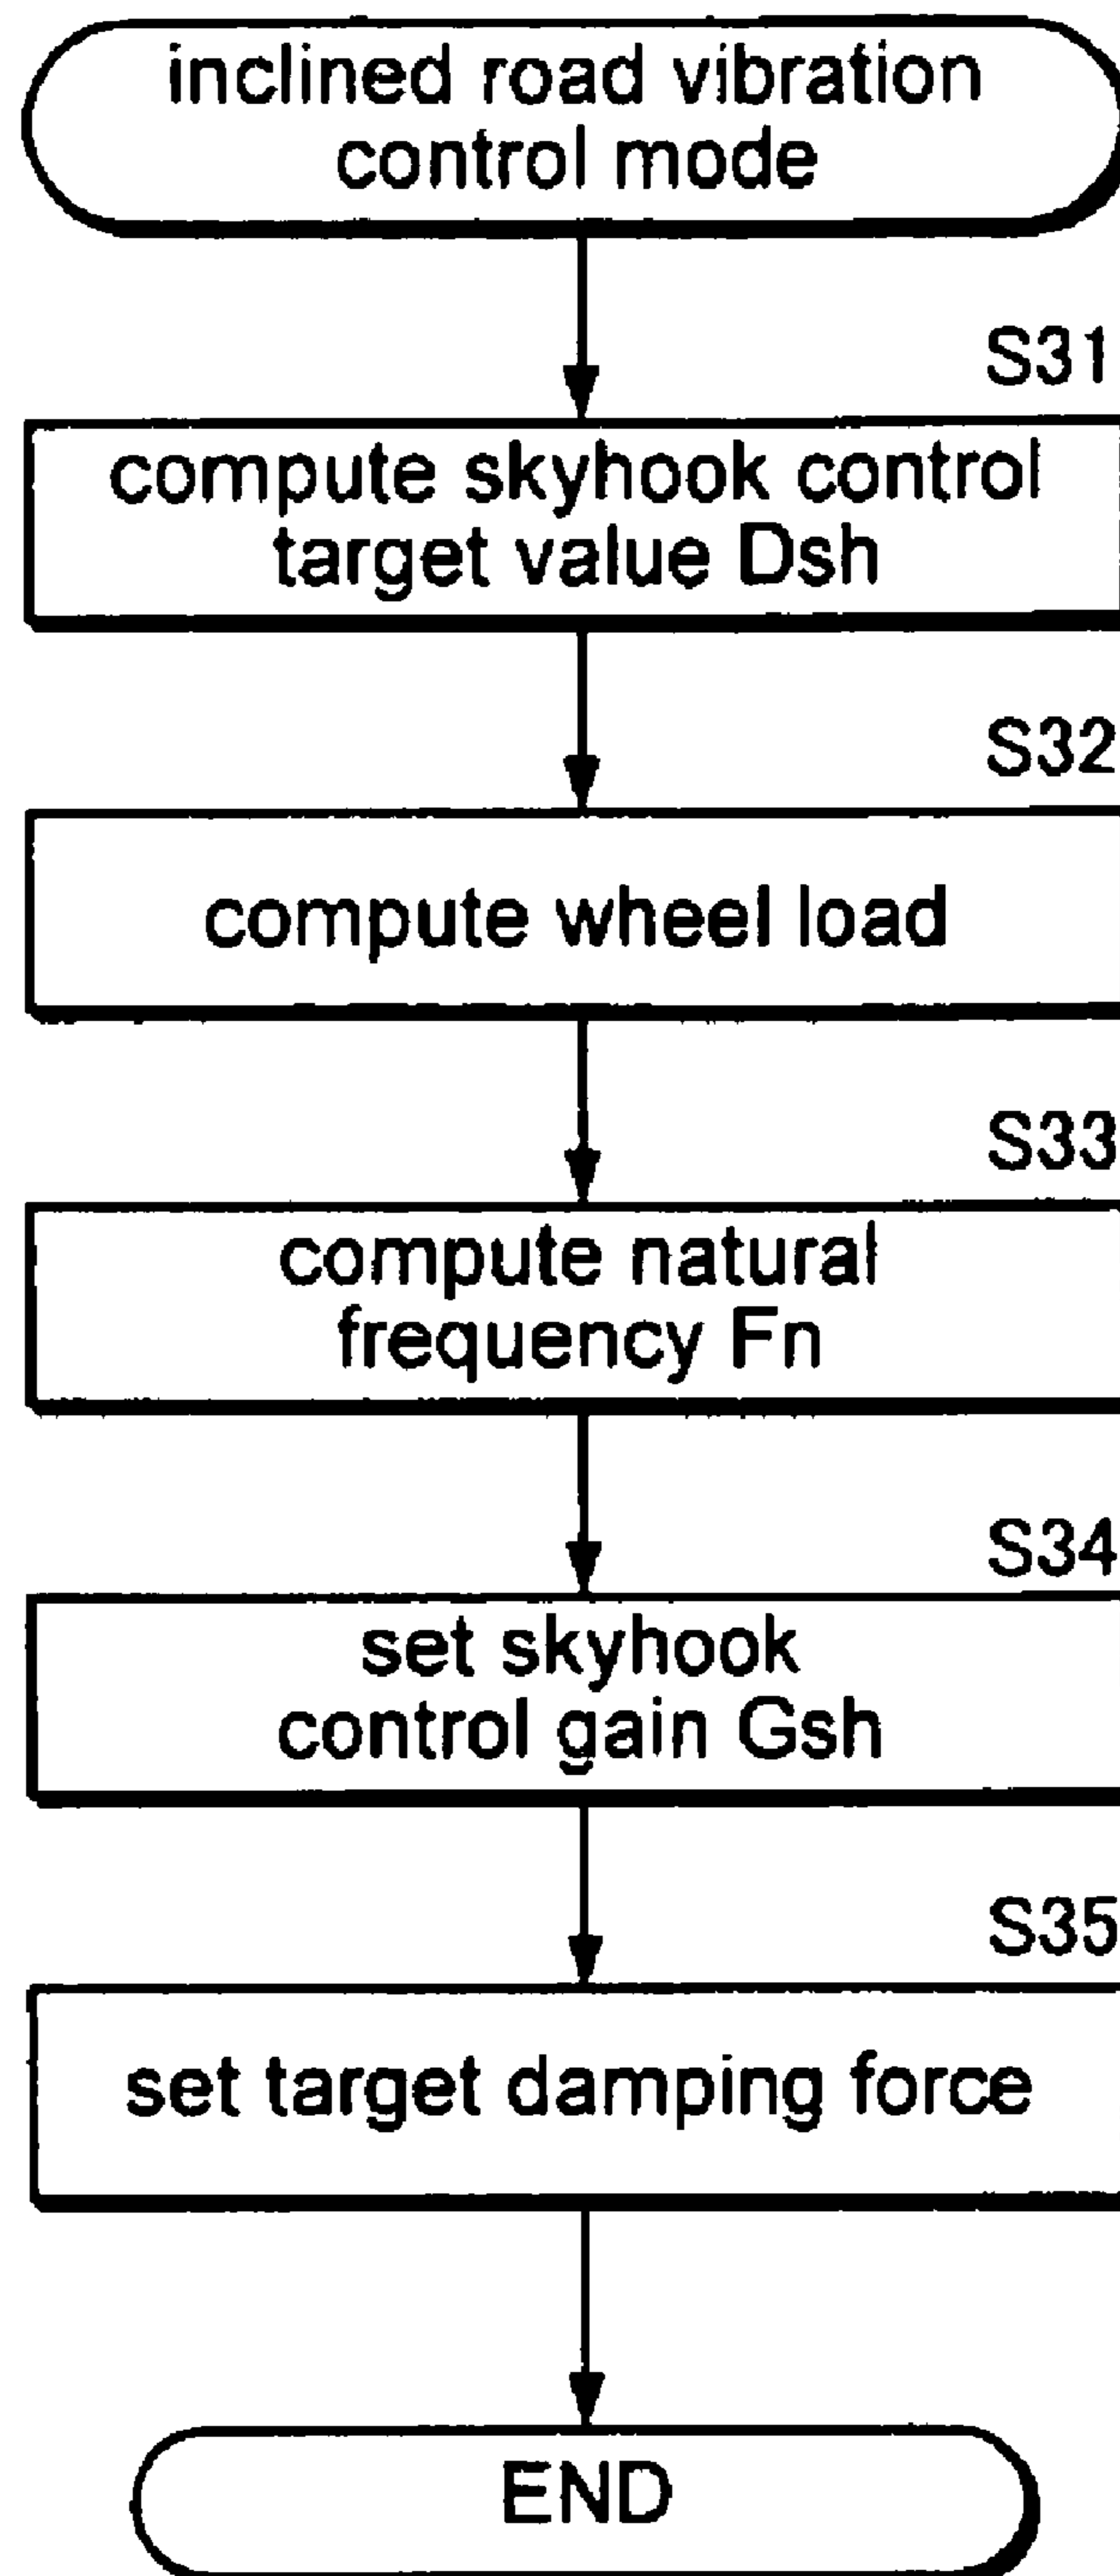 inclined road vibration
control mode
S31
compute skyhook control
target value Dsh
S32
compute wheel load
S33
compute natural
frequency Fn
S34
set skyhook
control gain Gsh
S35
set target damping force
END